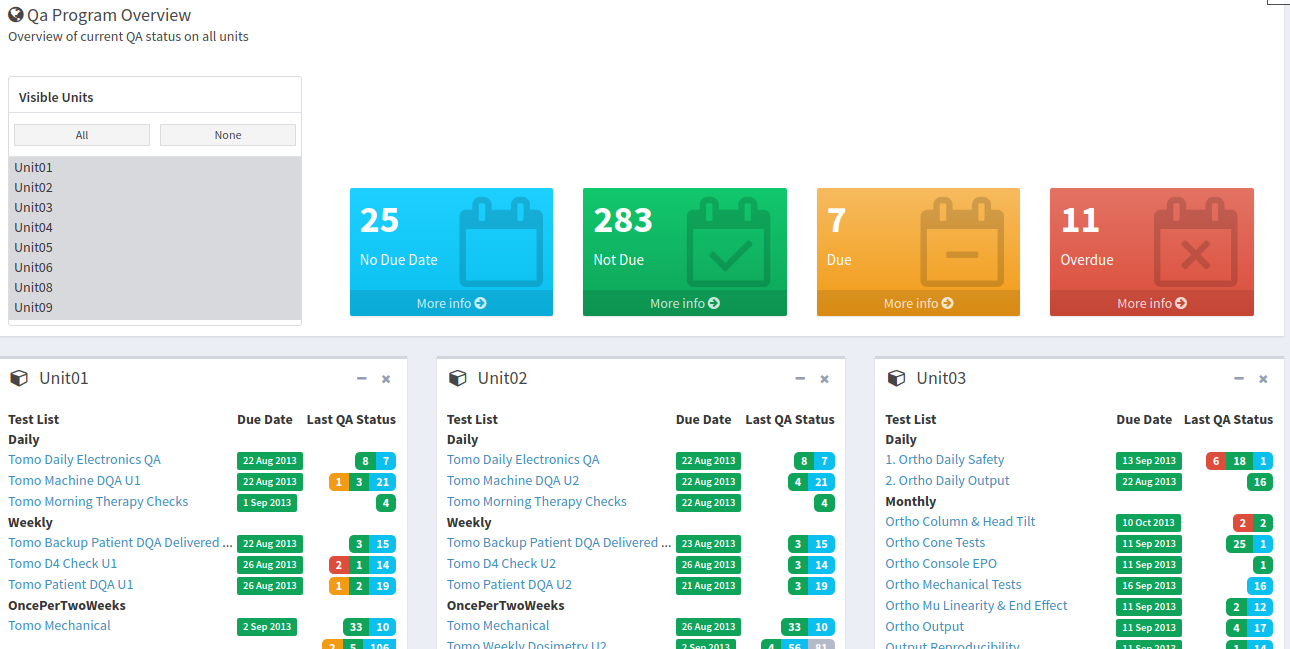 Qa Program Overview
Overview of current QA status on all units
Visible Units
All None
Unit01
Unit02
Unit03
Unit04
Unit05
Unit06
Unit08
Unit09
25
No Due Date
More info
283
Not Due
More info
7
Due
More info
11
Overdue
More info
Unit01
Test List Due Date Last QA Status
Daily
Tomo Daily Electronics QA 22 Aug 2013 8 7
Tomo Machine DQA U1 22 Aug 2013 1 3 21
Tomo Morning Therapy Checks 1 Sep 2013 4
Weekly
Tomo Backup Patient DQA Delivered ... 22 Aug 2013 3 15
Tomo D4 Check U1 26 Aug 2013 2 1 14
Tomo Patient DQA U1 26 Aug 2013 1 2 19
OncePerTwoWeeks
Tomo Mechanical 2 Sep 2013 33 10
2 5 106
Unit02
Test List Due Date Last QA Status
Daily
Tomo Daily Electronics QA 22 Aug 2013 8 7
Tomo Machine DQA U2 22 Aug 2013 4 21
Tomo Morning Therapy Checks 22 Aug 2013 4
Weekly
Tomo Backup Patient DQA Delivered ... 23 Aug 2013 3 15
Tomo D4 Check U2 26 Aug 2013 3 14
Tomo Patient DQA U2 21 Aug 2013 3 19
OncePerTwoWeeks
Tomo Mechanical 26 Aug 2013 33 10
Tomo Weekly Dosimetry U2 2 Sep 2013 4 56 81
Unit03
Test List Due Date Last QA Status
Daily
1. Ortho Daily Safety 13 Sep 2013 6 18 1
2. Ortho Daily Output 22 Aug 2013 16
Monthly
Ortho Column & Head Tilt 10 Oct 2013 2 2
Ortho Cone Tests 11 Sep 2013 25 1
Ortho Console EPO 11 Sep 2013 1
Ortho Mechanical Tests 16 Sep 2013 16
Ortho Mu Linearity & End Effect 11 Sep 2013 2 12
Ortho Output 11 Sep 2013 4 17
Output Reproducibility 11 Sep 2013 1 14